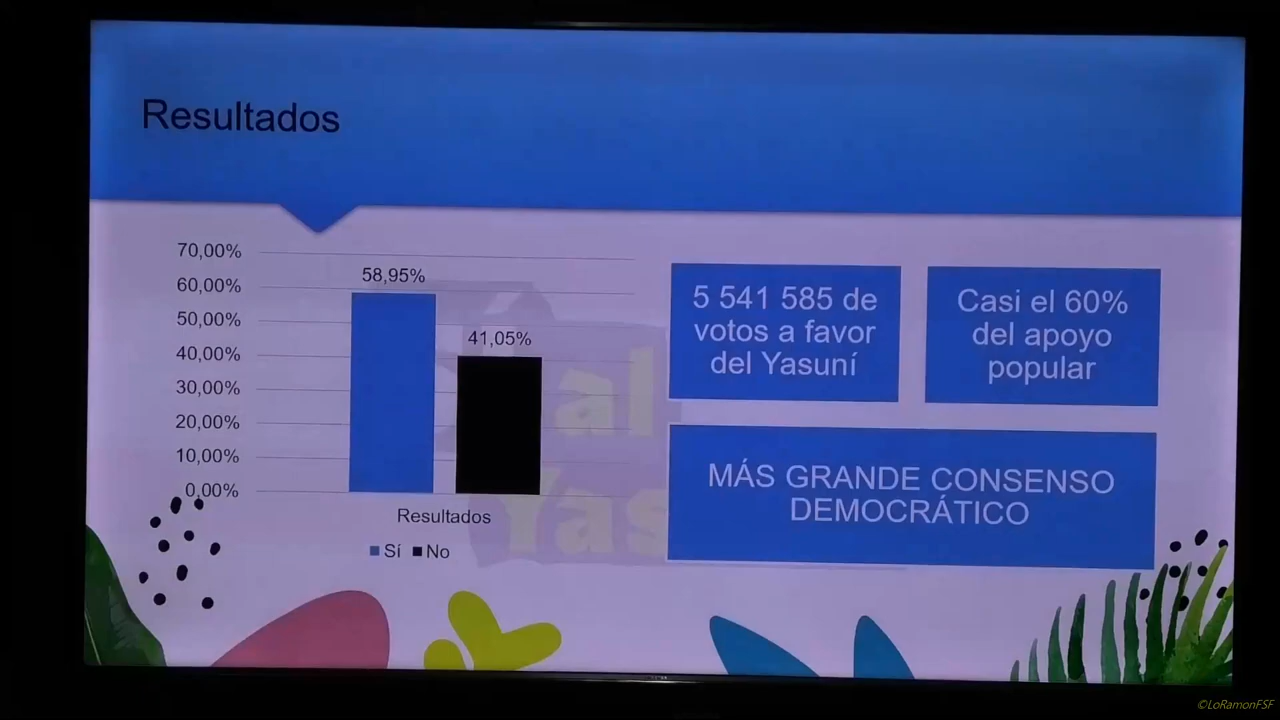 Resultados
70,00%
60,00%
50,00%
40,00%
30,00%
20,00%
10,00%
0,00%
58,95%
41,05%
Resultados
Sí No
5 541 585 de
votos a favor
del Yasuní
Casi el 60%
del apoyo
popular
MÁS GRANDE CONSENSO
DEMOCRÁTICO
al
Yas
©LoRamonFSF